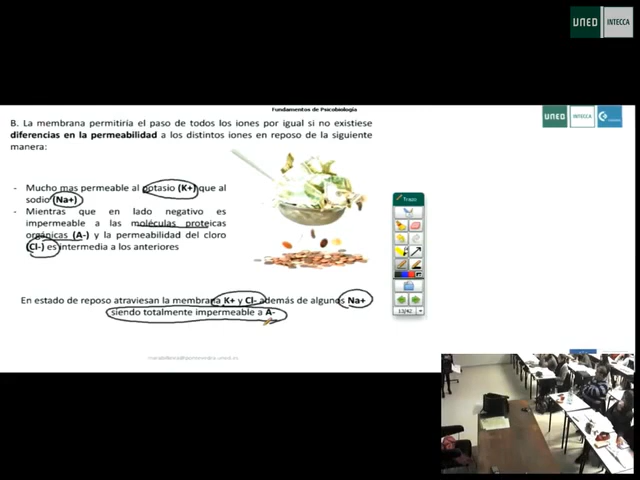 UNED
INTECCA
Fundamentos de Psicobiología
B. La membrana permitiría el paso de todos los iones por igual si no existiese
diferencias en la permeabilidad a los distintos iones en reposo de la siguiente
manera:
UNED
INTECCA
- Mucho mas permeable al potasio (K+) que al
sodio (Na+)
- Mientras que en lado negativo es
impermeable a las moléculas proteicas
orgánicas (A-) y la permeabilidad del cloro
(Cl-) es intermedia a los anteriores
Trazo
13/42
En estado de reposo atraviesan la membrana K+ y Cl- además de algunos Na+
siendo totalmente impermeable a A-